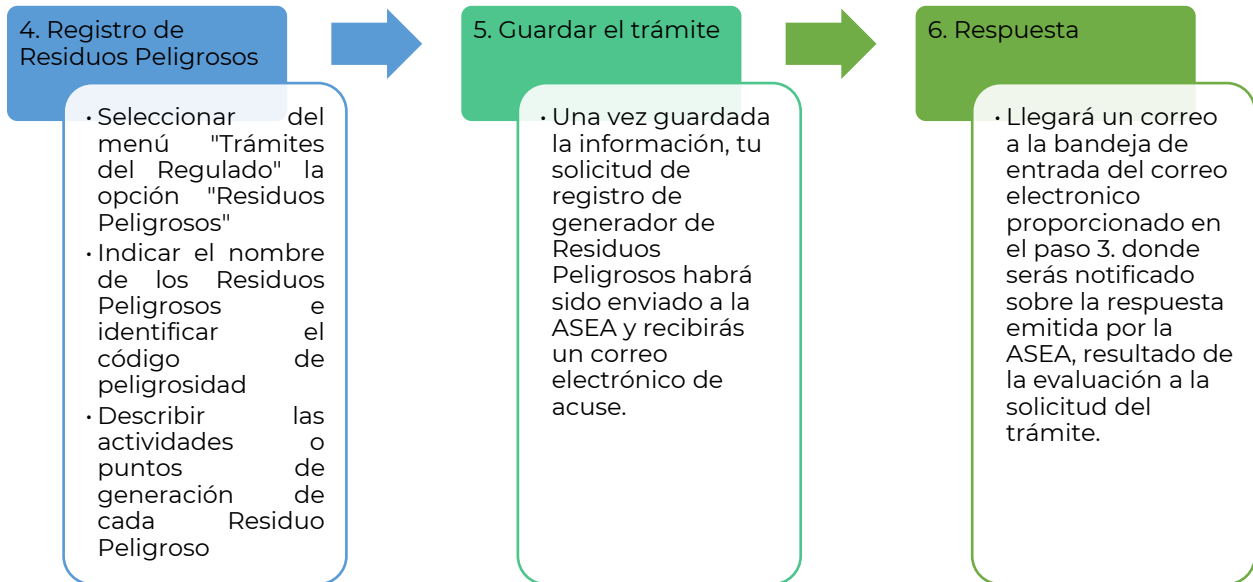 4. Registro de
Residuos Peligrosos
· Seleccionar del
menú "Trámites
del Regulado" la
opción "Residuos
Peligrosos"
· Indicar el nombre
de los Residuos
Peligrosos e
identificar el
código de
peligrosidad
· Describir las
actividades o
puntos de
generación de
cada Residuo
Peligroso
5. Guardar el trámite
· Una vez guardada
la información, tu
solicitud de
registro de
generador de
Residuos
Peligrosos habrá
sido enviado a la
ASEA y recibirás
un correo
electrónico de
acuse.
6. Respuesta
· Llegará un correo
a la bandeja de
entrada del correo
electronico
proporcionado en
el paso 3. donde
serás notificado
sobre la respuesta
emitida por la
ASEA, resultado de
la evaluación a la
solicitud del
trámite.